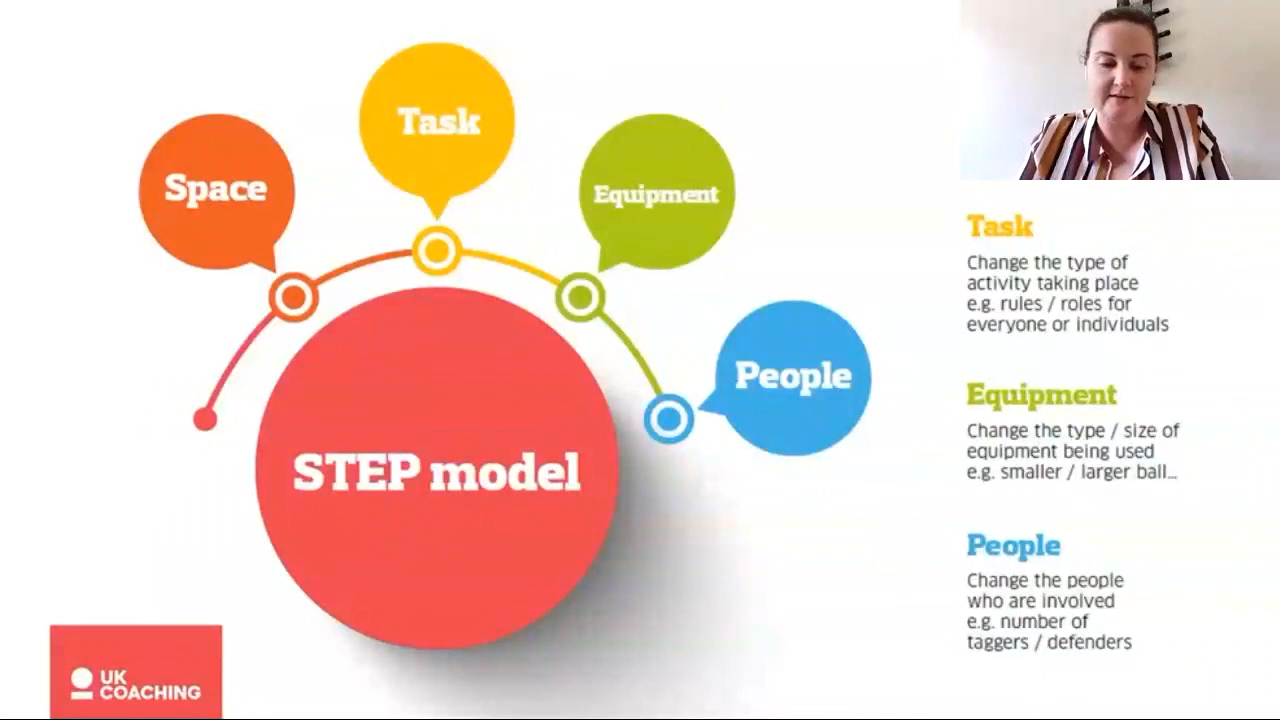 Space
Task
Equipment
People
STEP model
Task
Change the type of
activity taking place
e.g. rules / roles for
everyone or individuals
Equipment
Change the type / size of
equipment being used
e.g. smaller / larger ball...
People
Change the people
who are involved
e.g. number of
taggers / defenders
UK
COACHING